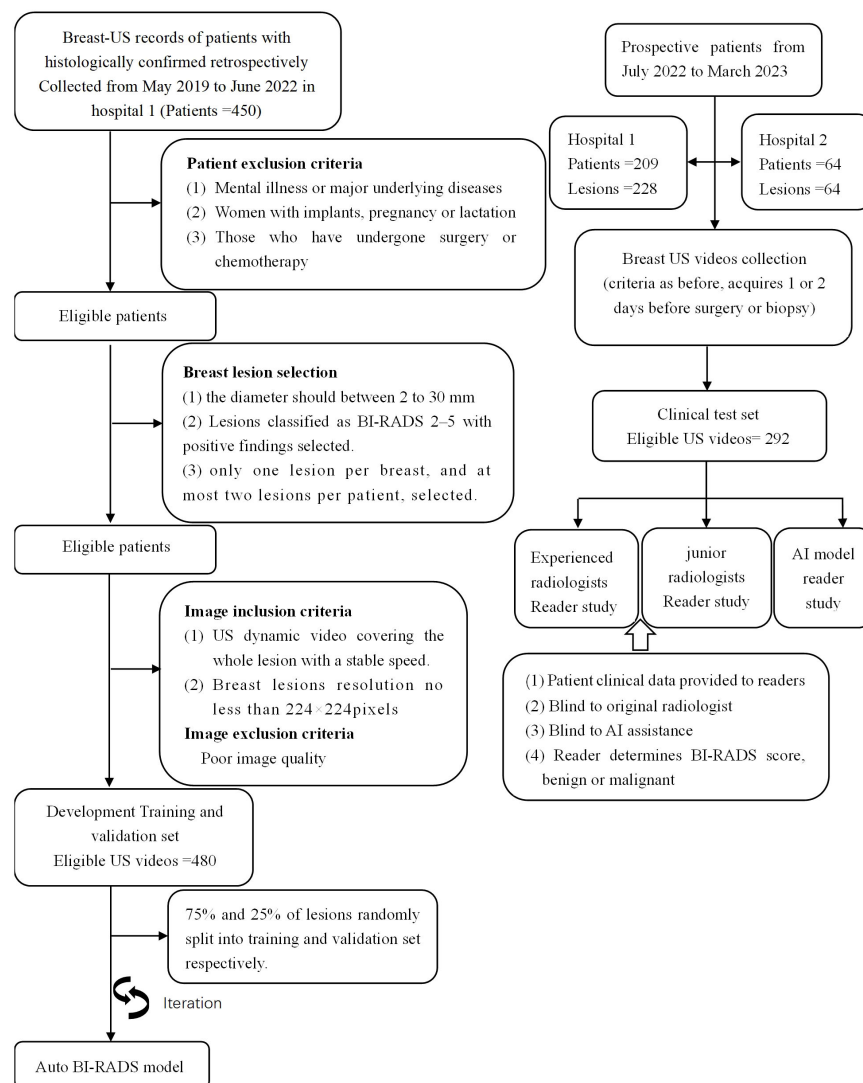 Breast-US records of patients with
histologically confirmed retrospectively
Collected from May 2019 to June 2022 in
hospital 1 (Patients =450)
Patient exclusion criteria
(1) Mental illness or major underlying diseases
(2) Women with implants, pregnancy or lactation
(3) Those who have undergone surgery or
chemotherapy
Eligible patients
Breast lesion selection
(1) the diameter should between 2 to 30 mm
(2) Lesions classified as BI-RADS 2–5 with
positive findings selected.
(3) only one lesion per breast, and at
most two lesions per patient, selected.
Eligible patients
Image inclusion criteria
(1) US dynamic video covering the
whole lesion with a stable speed.
(2) Breast lesions resolution no
less than 224×224pixels
Image exclusion criteria
Poor image quality
Development Training and
validation set
Eligible US videos =480
75% and 25% of lesions randomly
split into training and validation set
respectively.
Iteration
Auto BI-RADS model
Prospective patients from
July 2022 to March 2023
Hospital 1
Patients =209
Lesions =228
Hospital 2
Patients =64
Lesions =64
Breast US videos collection
(criteria as before, acquires 1 or 2
days before surgery or biopsy)
Clinical test set
Eligible US videos= 292
Experienced
radiologists
Reader study
junior
radiologists
Reader study
AI model
reader
study
(1) Patient clinical data provided to readers
(2) Blind to original radiologist
(3) Blind to AI assistance
(4) Reader determines BI-RADS score,
benign or malignant